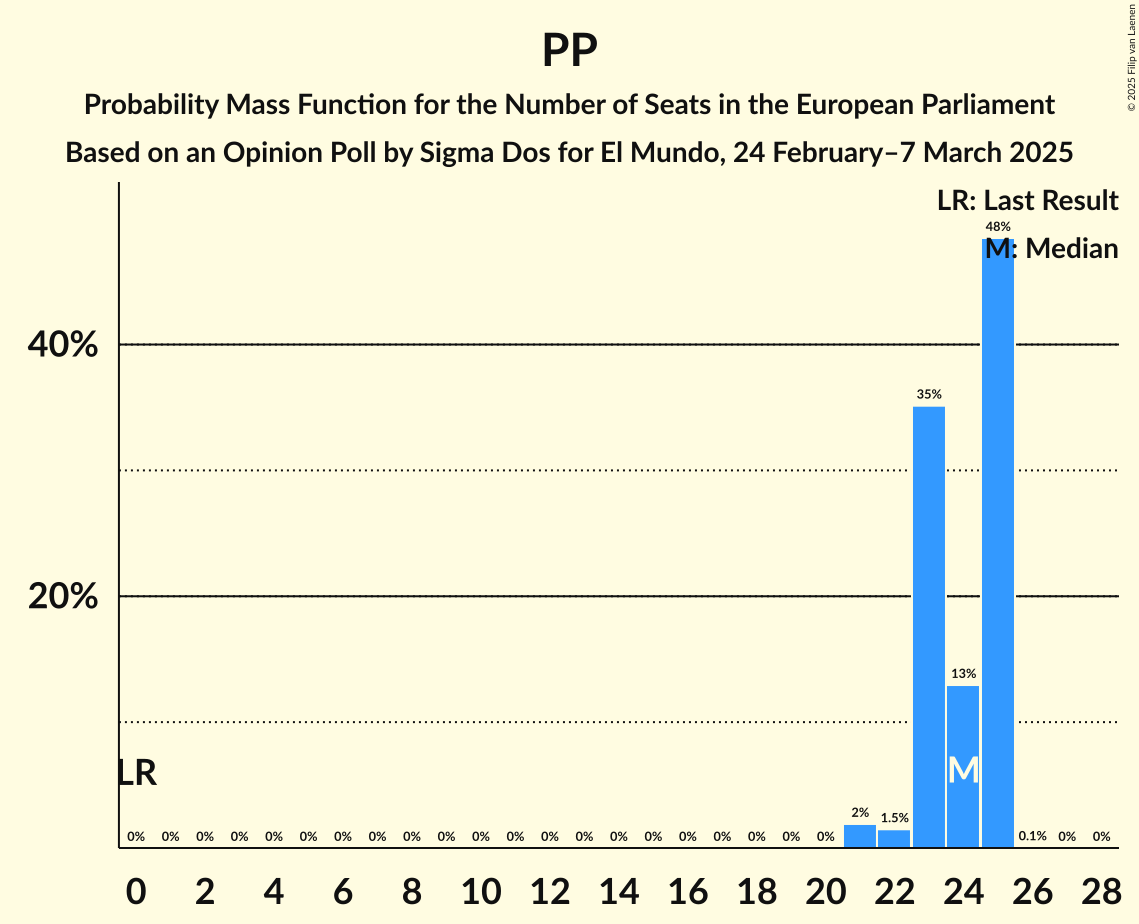 PP
Probability Mass Function for the Number of Seats in the European Parliament
Based on an Opinion Poll by Sigma Dos for El Mundo, 24 February–7 March 2025
© 2025 Filip van Laenen
LR: Last Result
M: Median
48%
40%
35%
20%
13%
LR
M
0% 0% 0% 0% 0% 0% 0% 0% 0% 0% 0% 0% 0% 0% 0% 0% 0% 0% 0% 0% 0% 2% 1.5% 0.1% 0% 0%
0 2 4 6 8 10 12 14 16 18 20 22 24 26 28